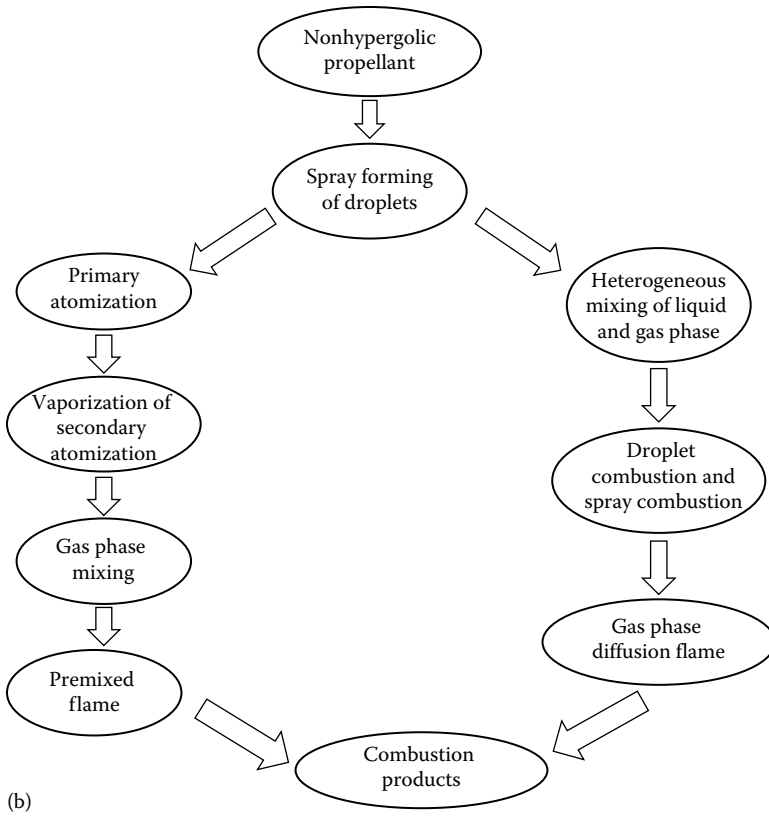 Nonhypergolic
propellant
Spray forming
of droplets
Primary
atomization
Vaporization of
secondary
atomization
Gas phase
mixing
Premixed
flame
Heterogeneous
mixing of liquid
and gas phase
Droplet
combustion and
spray combustion
Gas phase
diffusion flame
Combustion
products
(b)